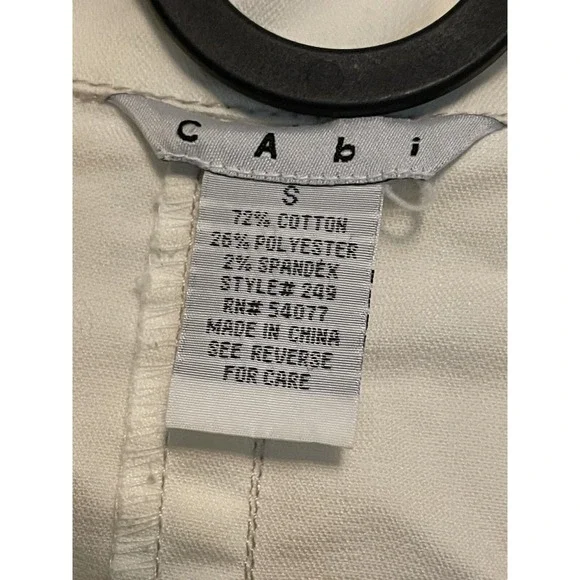 CAbi
S
72% COTTON
26% POLYESTER
2% SPANDEX
STYLE# 249
RN# 54077
MADE IN CHINA
SEE REVERSE
FOR CARE